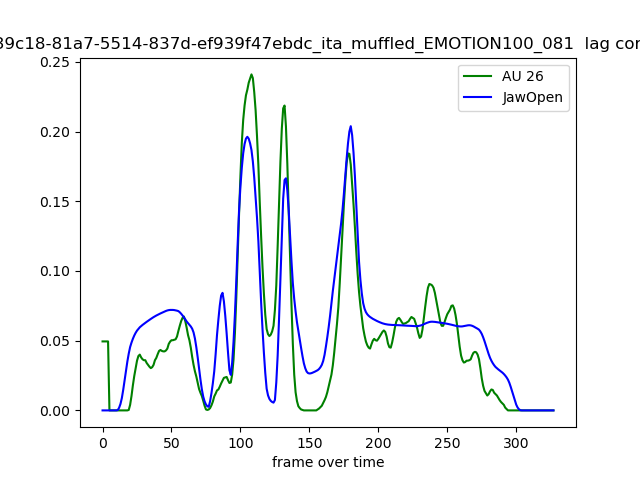 39c18-81a7-5514-837d-ef939f47ebdc_ita_muffled_EMOTION100_081 lag cor
0.25
AU 26
JawOpen
0.20
0.15
0.10
0.05
0.00
0 50 100 150 200 250 300
frame over time